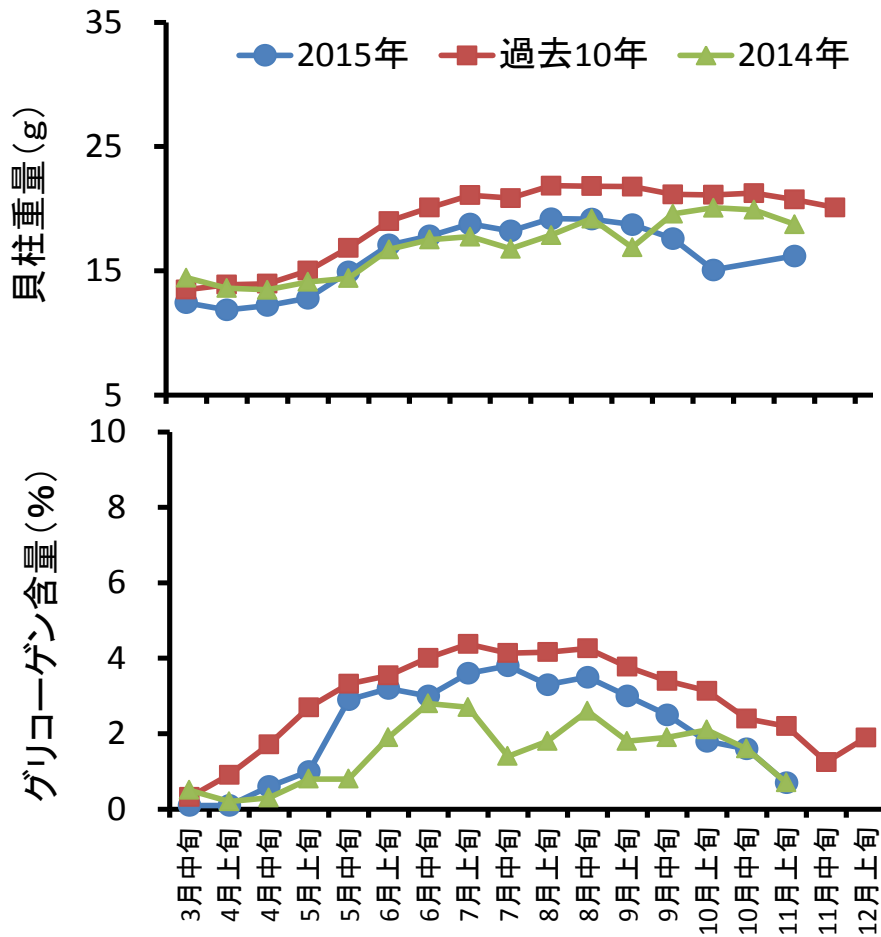 35
25
15
5
貝柱重量(g)
2015年 過去10年 2014年
10
8
6
4
2
0
グリコーゲン含量(%)
3月中旬
4月上旬
4月中旬
5月上旬
5月中旬
6月上旬
6月中旬
7月上旬
7月中旬
8月上旬
8月中旬
9月上旬
9月中旬
10月上旬
10月中旬
11月上旬
11月中旬
12月上旬